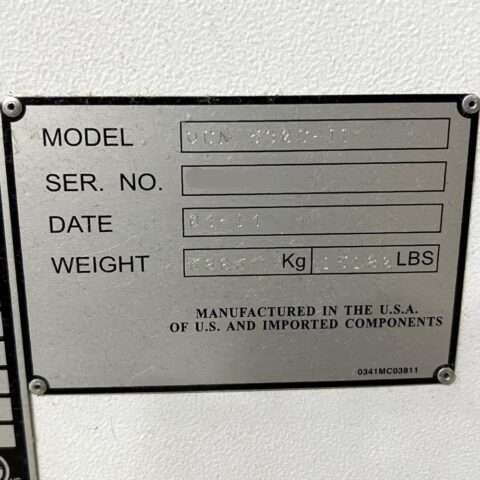 MODEL
SER. NO.
DATE
WEIGHT Kg LBS
MANUFACTURED IN THE U.S.A.
OF U.S. AND IMPORTED COMPONENTS
0341MC03811